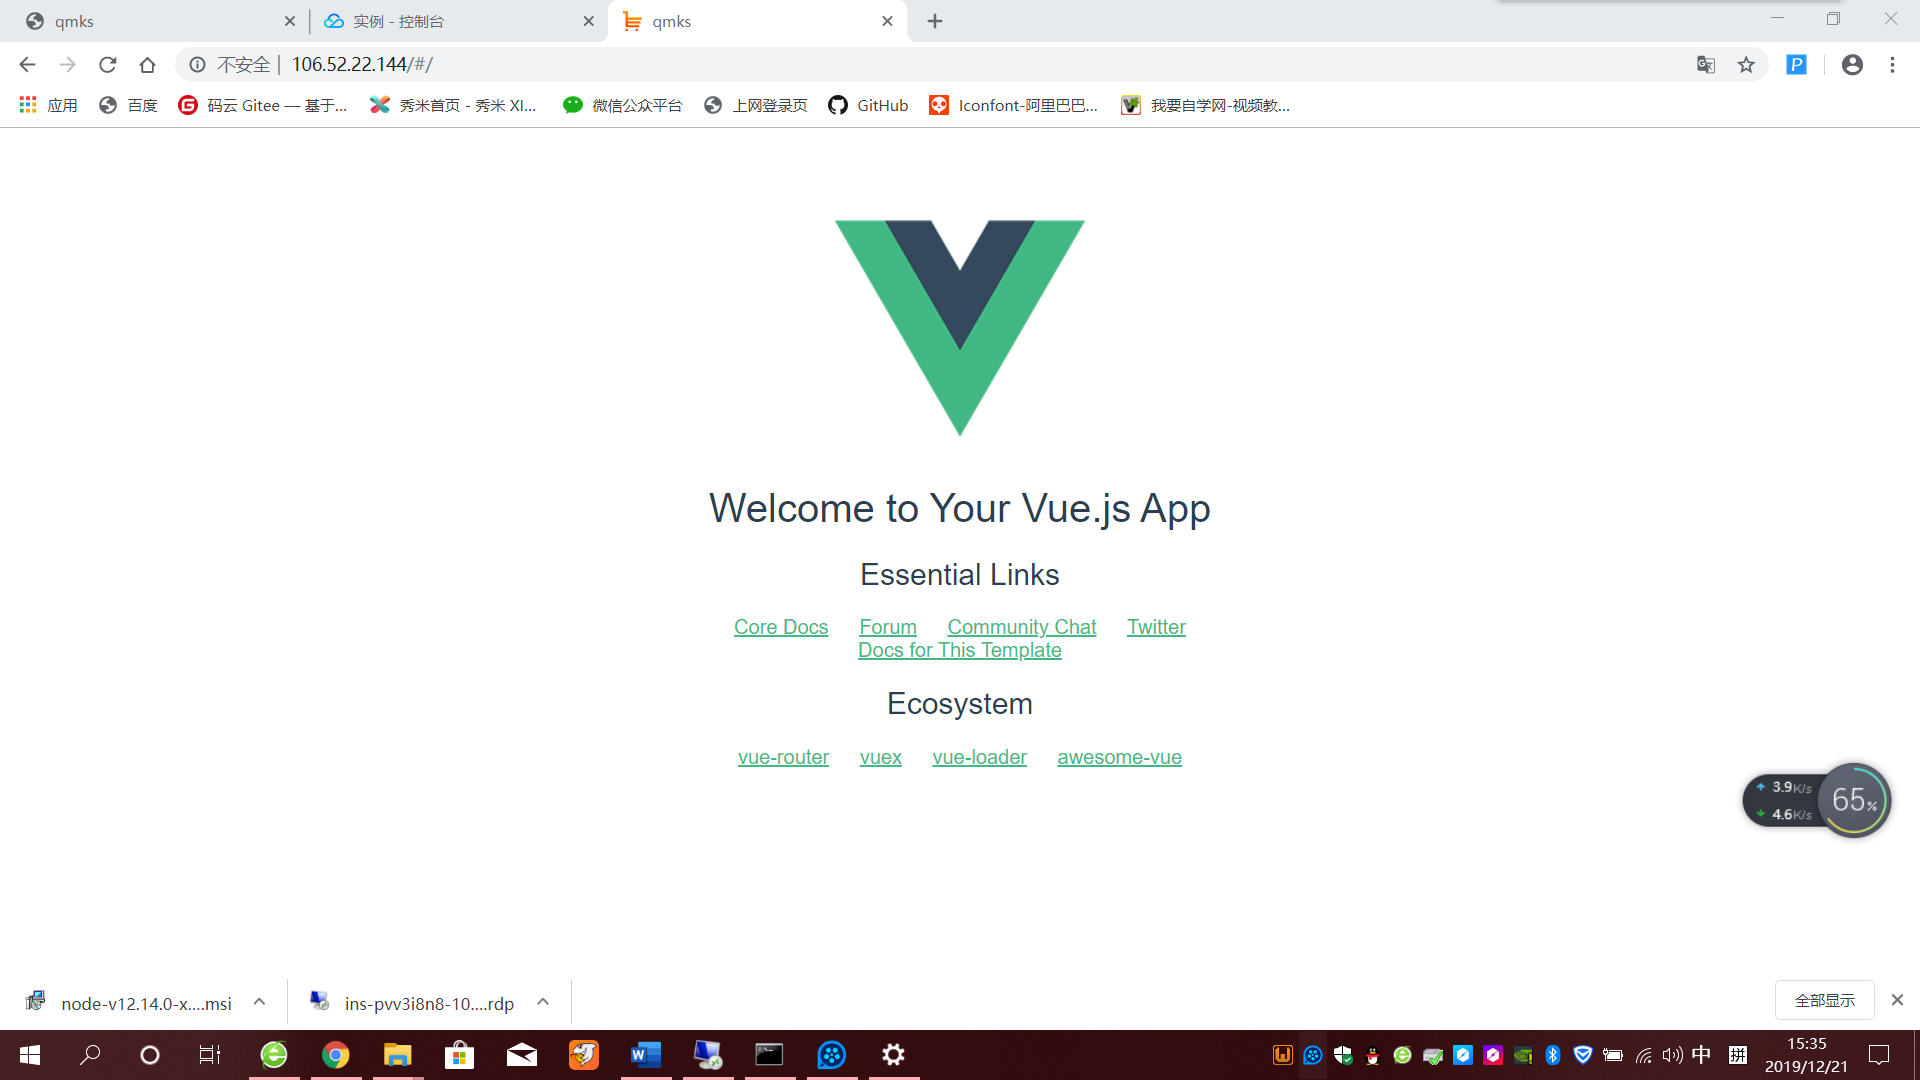 qmks
实例 - 控制台
qmks
不安全 | 106.52.22.144/#/
应用
百度
码云 Gitee — 基于...
秀米首页 - 秀米 XI...
微信公众平台
上网登录页
GitHub
Iconfont-阿里巴巴...
我要自学网-视频教...
Welcome to Your Vue.js App
Essential Links
Core Docs Forum Community Chat Twitter
Docs for This Template
Ecosystem
vue-router vuex vue-loader awesome-vue
3.9K/s
4.6K/s
65%
node-v12.14.0-x....msi
ins-pvv3i8n8-10....rdp
全部显示
中
拼
15:35
2019/12/21